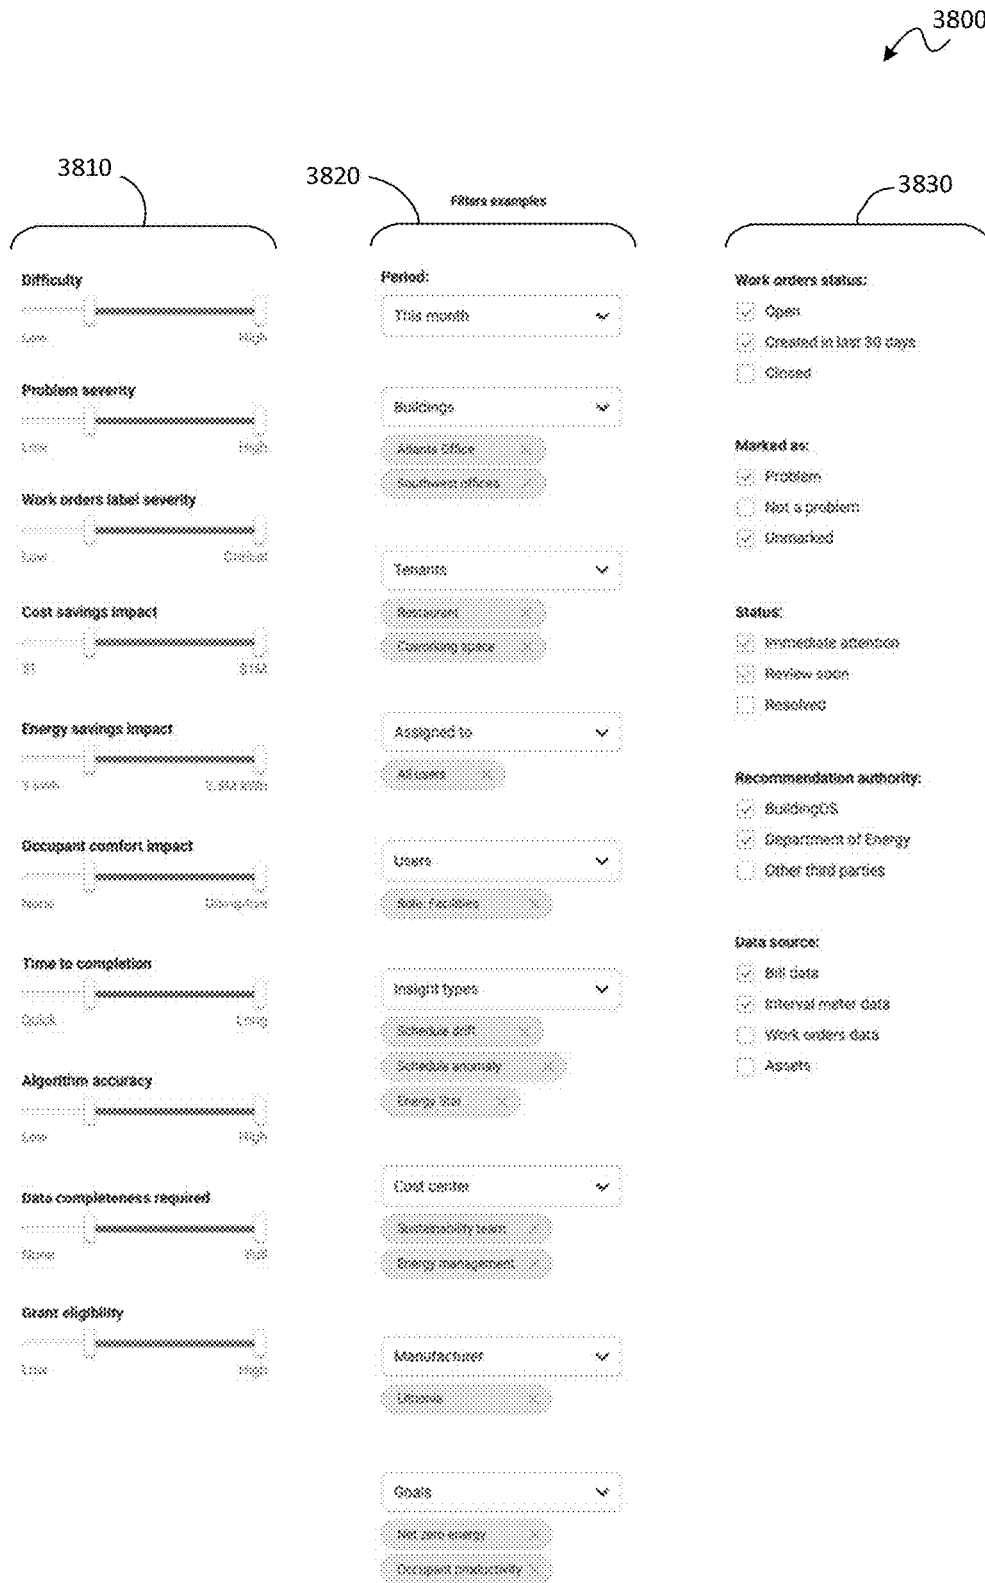 3800
3810
3820
Filters examples
3830
Difficulty
Low High
Problem severity
Low High
Work orders label severity
Low Critical
Cost savings impact
$1 $1M
Energy savings impact
kWh kWh
Occupant comfort impact
None Disruptive
Time to completion
Quick Long
Algorithm accuracy
Low High
Data completeness required
None Full
Grant eligibility
Low High
Period:
This month
Buildings
Atlanta Office ×
Southwest offices ×
Tenants
Restaurant ×
Coworking space ×
Assigned to
All users ×
Users
Role: Facilities ×
Insight types
Schedule drift ×
Schedule anomaly ×
Energy Star ×
Cost center
Sustainability team ×
Energy management ×
Manufacturer
Lithonia ×
Goals
Net zero energy ×
Occupant productivity ×
Work orders status:
Open
Created in last 30 days
Closed
Marked as:
Problem
Not a problem
Unmarked
Status:
Immediate attention
Review soon
Resolved
Recommendation authority:
BuildingOS
Department of Energy
Other third parties
Data source:
Bill data
Interval meter data
Work orders data
Assets